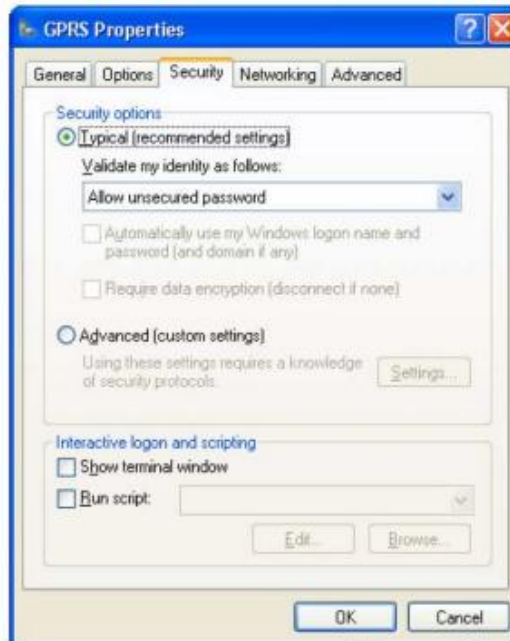 GPRS Properties
General Options Security Networking Advanced
Security options
Typical (recommended settings)
Validate my identity as follows:
Allow unsecured password
Automatically use my Windows logon name and
password (and domain if any)
Require data encryption (disconnect if none)
Advanced (custom settings)
Using these settings requires a knowledge
of security protocols.
Settings...
Interactive logon and scripting
Show terminal window
Run script:
Edit... Browse...
OK Cancel